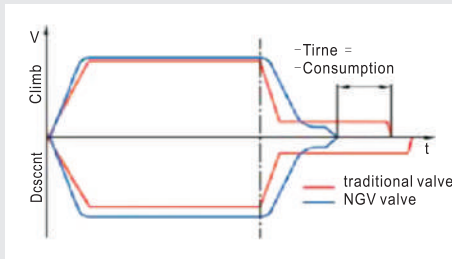 V
Climb
Dcsccnt
-Tirne =
-Consumption
t
traditional valve
NGV valve